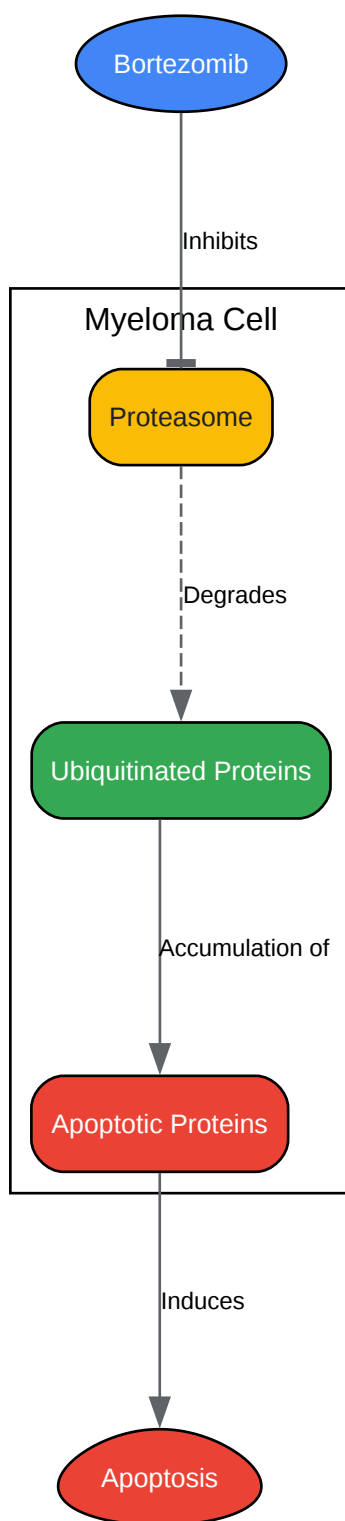 Bortezomib
Inhibits
Myeloma Cell
Proteasome
Degrades
Ubiquitinated Proteins
Accumulation of
Apoptotic Proteins
Induces
Apoptosis